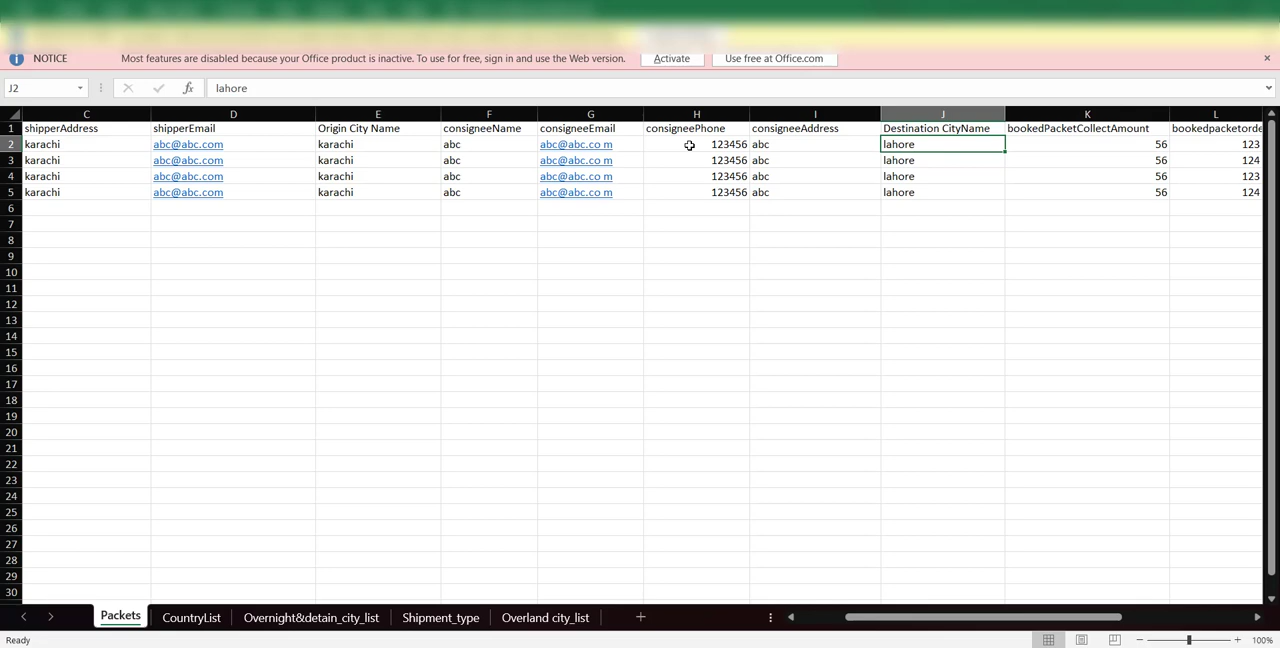 NOTICE Most features are disabled because your Office product is inactive. To use for free, sign in and use the Web version. Activate Use free at Office.com ×
J2 fx lahore
C D E F G H I J K L
1 shipperAddress shipperEmail Origin City Name consigneeName consigneeEmail consigneePhone consigneeAddress Destination CityName bookedPacketCollectAmount bookedpacketorde
2 karachi abc@abc.com karachi abc abc@abc.co m 123456 abc lahore 56 123
3 karachi abc@abc.com karachi abc abc@abc.co m 123456 abc lahore 56 124
4 karachi abc@abc.com karachi abc abc@abc.co m 123456 abc lahore 56 123
5 karachi abc@abc.com karachi abc abc@abc.co m 123456 abc lahore 56 124
6
7
8
9
10
11
12
13
14
15
16
17
18
19
20
21
22
23
24
25
26
27
28
29
30
Packets CountryList Overnight&detain_city_list Shipment_type Overland city_list
Ready 100%